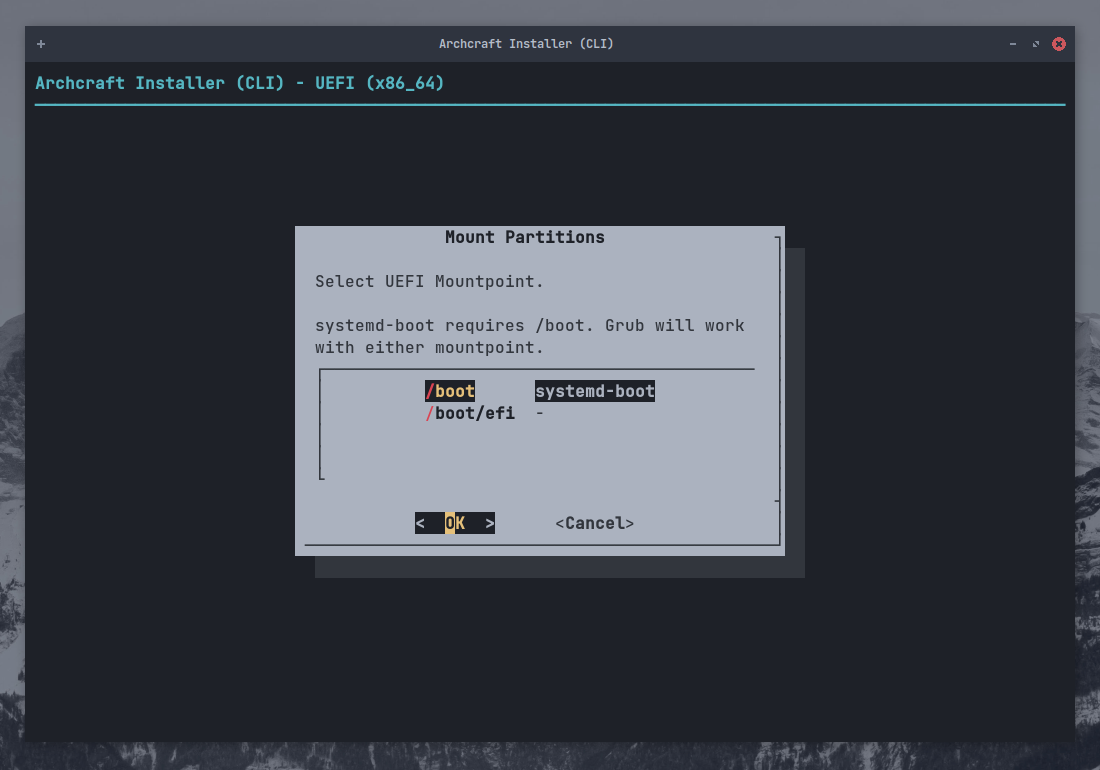 Archcraft Installer (CLI)
Archcraft Installer (CLI) - UEFI (x86_64)
Mount Partitions
Select UEFI Mountpoint.
systemd-boot requires /boot. Grub will work
with either mountpoint.
/boot systemd-boot
/boot/efi -
< OK > <Cancel>